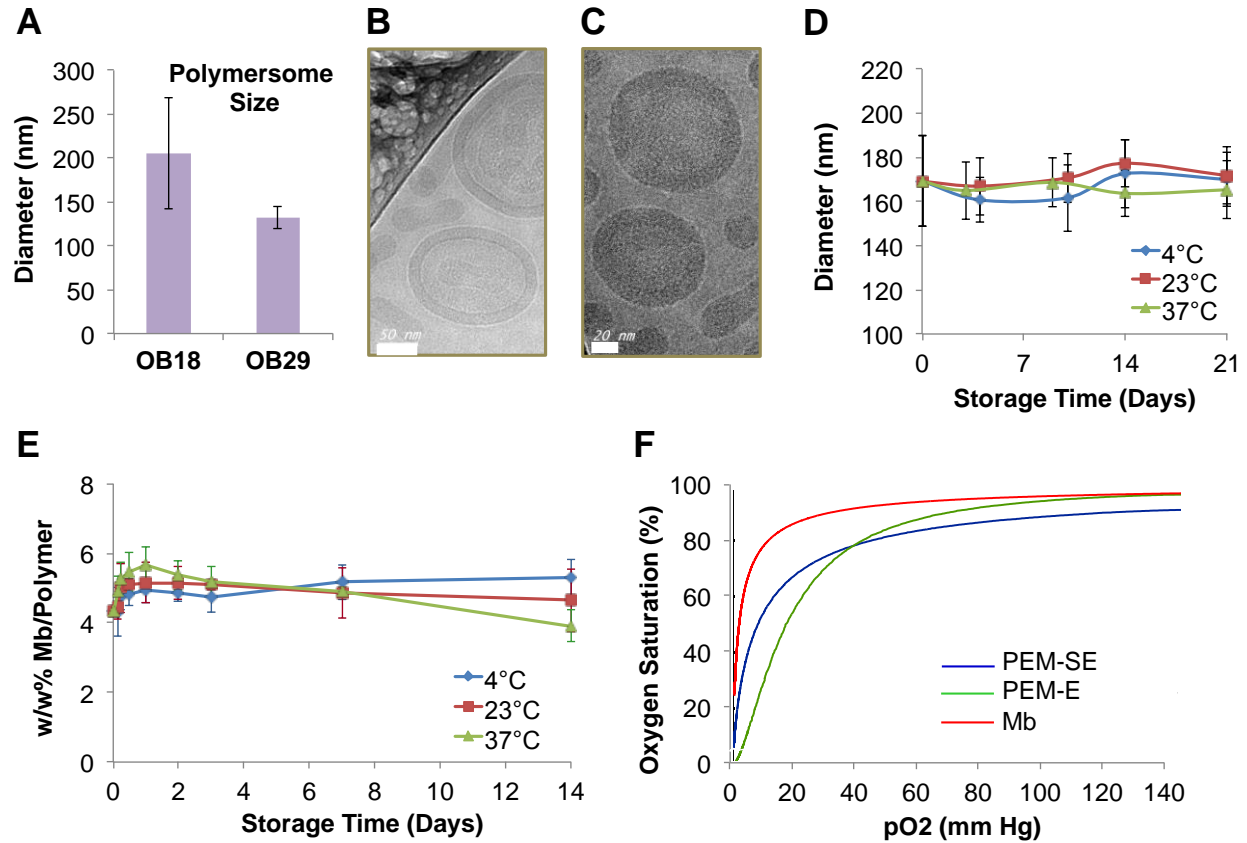 A
Polymersome
Size
Diameter (nm)
300
250
200
150
100
50
0
OB18
OB29
B
50 nm
C
20 nm
D
Diameter (nm)
220
200
180
160
140
120
100
0
7
14
21
4°C
23°C
37°C
Storage Time (Days)
E
w/w% Mb/Polymer
8
6
4
2
0
0
2
4
6
8
10
12
14
4°C
23°C
37°C
Storage Time (Days)
F
Oxygen Saturation (%)
100
80
60
40
20
0
0
20
40
60
80
100
120
140
PEM-SE
PEM-E
Mb
pO2 (mm Hg)